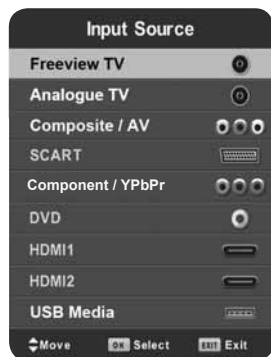 Input Source
Freeview TV
Analogue TV
Composite / AV
SCART
Component / YPbPr
DVD
HDMI1
HDMI2
USB Media
Move OK Select EXIT Exit